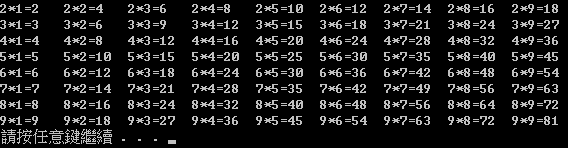 2*1=2 2*2=4 2*3=6 2*4=8 2*5=10 2*6=12 2*7=14 2*8=16 2*9=18
3*1=3 3*2=6 3*3=9 3*4=12 3*5=15 3*6=18 3*7=21 3*8=24 3*9=27
4*1=4 4*2=8 4*3=12 4*4=16 4*5=20 4*6=24 4*7=28 4*8=32 4*9=36
5*1=5 5*2=10 5*3=15 5*4=20 5*5=25 5*6=30 5*7=35 5*8=40 5*9=45
6*1=6 6*2=12 6*3=18 6*4=24 6*5=30 6*6=36 6*7=42 6*8=48 6*9=54
7*1=7 7*2=14 7*3=21 7*4=28 7*5=35 7*6=42 7*7=49 7*8=56 7*9=63
8*1=8 8*2=16 8*3=24 8*4=32 8*5=40 8*6=48 8*7=56 8*8=64 8*9=72
9*1=9 9*2=18 9*3=27 9*4=36 9*5=45 9*6=54 9*7=63 9*8=72 9*9=81
請按任意鍵繼續 . . .